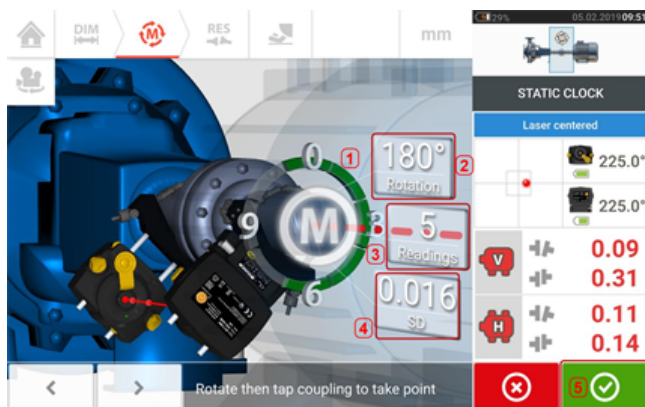 DIM
M
RES
mm
29%
05.02.2019 09:51
STATIC CLOCK
Laser centered
225.0°
225.0°
0
1
180°
Rotation
2
9
M
3
5
Readings
6
0.016
SD
4
V
0.09
0.31
H
0.11
0.14
Rotate then tap coupling to take point
5